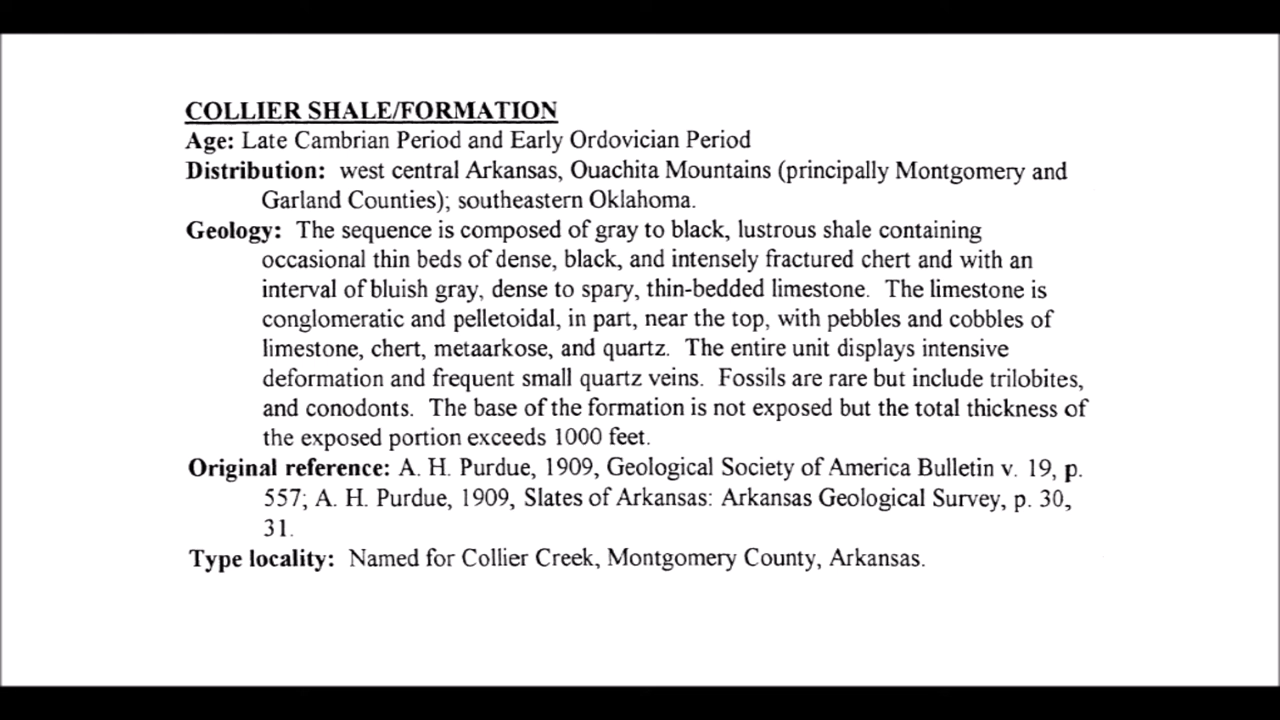 COLLIER SHALE/FORMATION
Age: Late Cambrian Period and Early Ordovician Period
Distribution: west central Arkansas, Ouachita Mountains (principally Montgomery and
Garland Counties); southeastern Oklahoma.
Geology: The sequence is composed of gray to black, lustrous shale containing
occasional thin beds of dense, black, and intensely fractured chert and with an
interval of bluish gray, dense to spary, thin-bedded limestone. The limestone is
conglomeratic and pelletoidal, in part, near the top, with pebbles and cobbles of
limestone, chert, metaarkose, and quartz. The entire unit displays intensive
deformation and frequent small quartz veins. Fossils are rare but include trilobites,
and conodonts. The base of the formation is not exposed but the total thickness of
the exposed portion exceeds 1000 feet.
Original reference: A. H. Purdue, 1909, Geological Society of America Bulletin v. 19, p.
557; A. H. Purdue, 1909, Slates of Arkansas: Arkansas Geological Survey, p. 30,
31.
Type locality: Named for Collier Creek, Montgomery County, Arkansas.